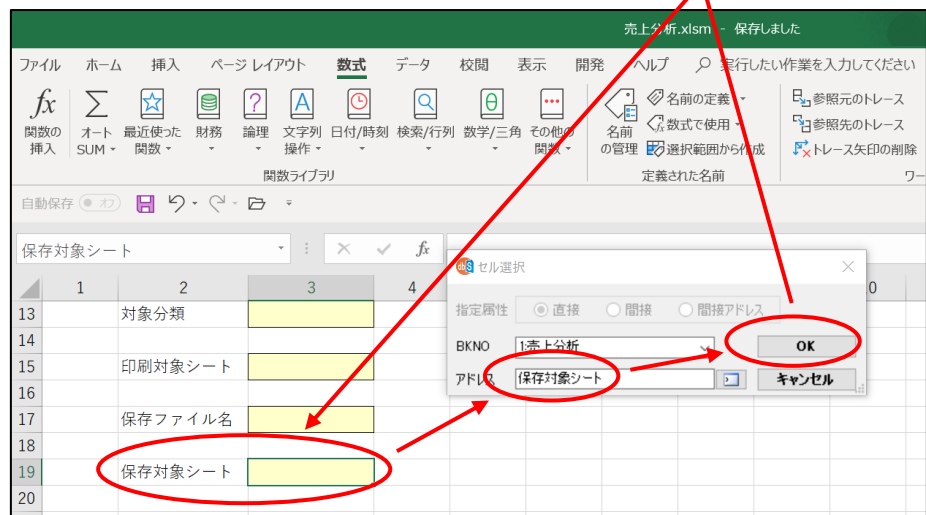 売上分析.xlsm - 保存しました
ファイル ホーム 挿入 ページ レイアウト 数式 データ 校閲 表示 開発 ヘルプ 実行したい作業を入力してください
fx Σ ? A θ
関数の挿入 オート SUM 最近使った関数 財務 論理 文字列操作 日付/時刻 検索/行列 数学/三角 その他の関数 名前の管理
名前の定義 参照元のトレース
数式で使用 参照先のトレース
選択範囲から作成 トレース矢印の削除
関数ライブラリ 定義された名前 ワー
自動保存 オフ
保存対象シート fx
セル選択
指定属性 直接 間接 間接アドレス
BKNO 1:売上分析 OK
アドレス 保存対象シート キャンセル
1 2 3 4 0
13 対象分類
14
15 印刷対象シート
16
17 保存ファイル名
18
19 保存対象シート
20